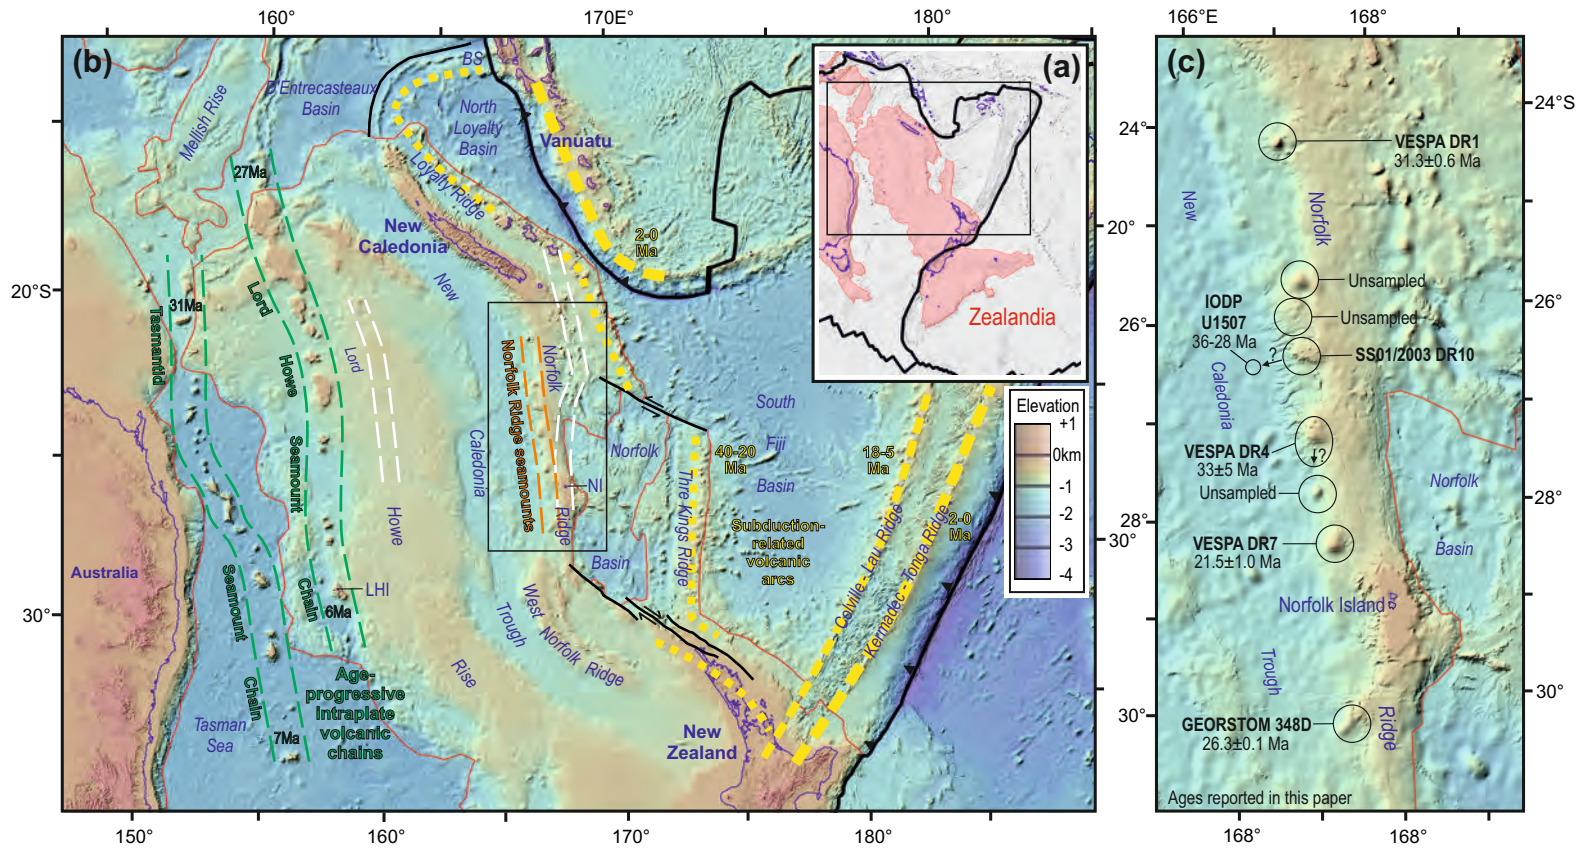 160°
170°E
180°
166°E
168°
(b)
BS
D'Entrecasteaux
Basin
Mellish Rise
North
Loyalty
Basin
Vanuatu
Loyalty Ridge
27Ma
New
Caledonia
2-0
Ma
20°S
31Ma
Tasmantid
Seamount
Chain
Lord
Howe
Seamount
Chain
Lord
Howe
Rise
New
Caledonia
Trough
Norfolk Ridge seamounts
Norfolk
Ridge
NI
Norfolk
Basin
Thre Kings Ridge
40-20
Ma
South
Fiji
Basin
18-5
Ma
2-0
Ma
Subduction-
related
volcanic
arcs
Colville- Lau Ridge
Kermadec - Tonga Ridge
Australia
LHI
6Ma
West
Norfolk
Ridge
30°
30°
Age-
progressive
intraplate
volcanic
chains
Tasman
Sea
7Ma
New
Zealand
150°
160°
170°
180°
(a)
Zealandia
Elevation
+1
0km
-1
-2
-3
-4
(c)
24°S
24°
VESPA DR1
31.3±0.6 Ma
New
Norfolk
20°
Unsampled
IODP
U1507
36-28 Ma
26°
Unsampled
26°
?
SS01/2003 DR10
Caledonia
VESPA DR4
33±5 Ma
?
Unsampled
Norfolk
28°
28°
VESPA DR7
21.5±1.0 Ma
Basin
Norfolk Island
Trough
30°
30°
GEORSTOM 348D
26.3±0.1 Ma
Ridge
Ages reported in this paper
168°
168°